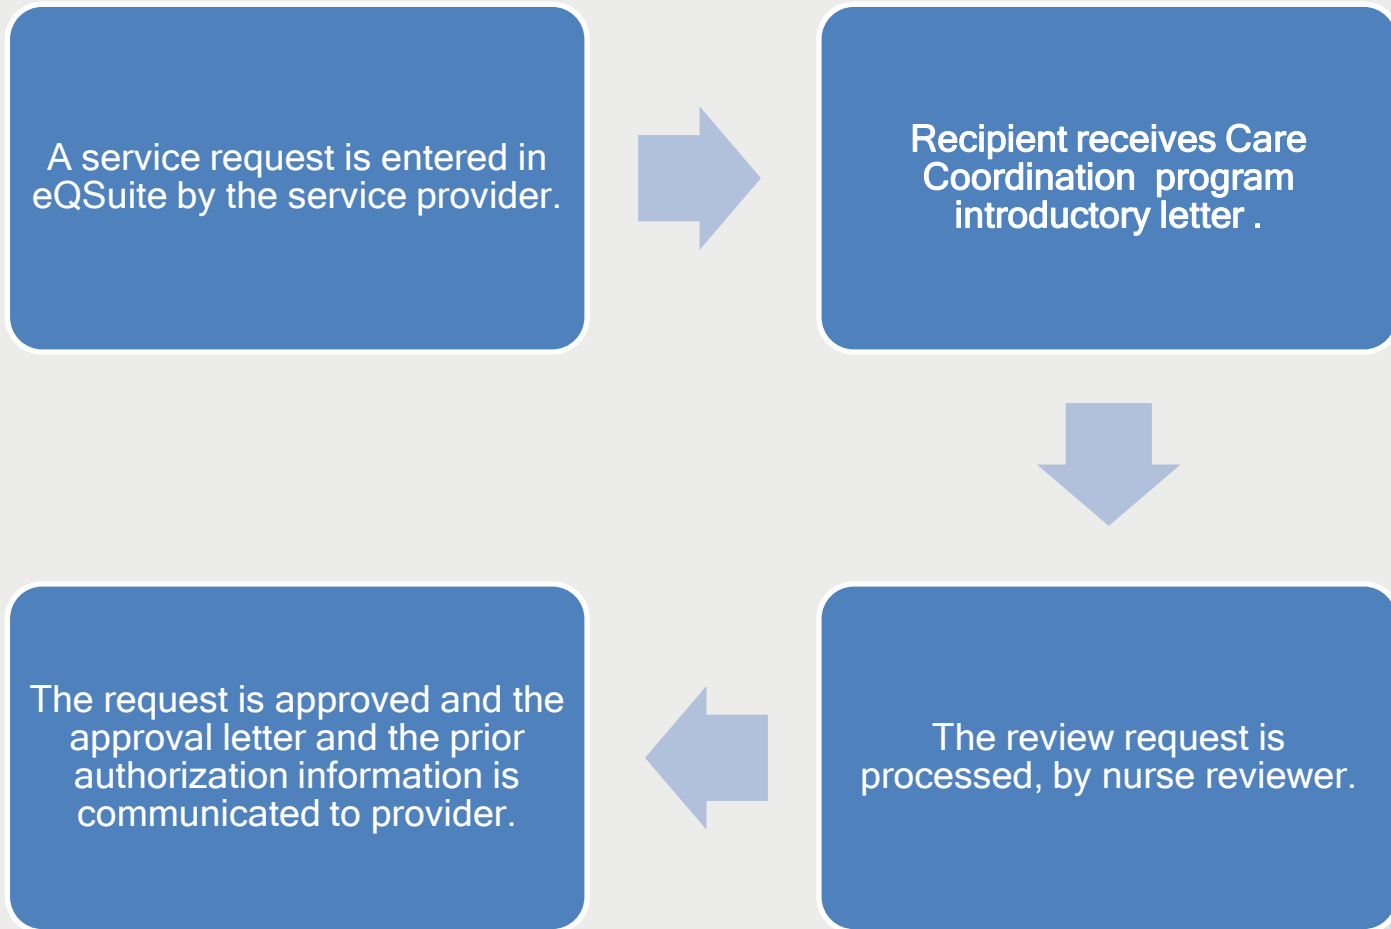 A service request is entered in
eQSuite by the service provider.
Recipient receives Care
Coordination  program
introductory letter .
The review request is
processed, by nurse reviewer.
The request is approved and the
approval letter and the prior
authorization information is
communicated to provider.